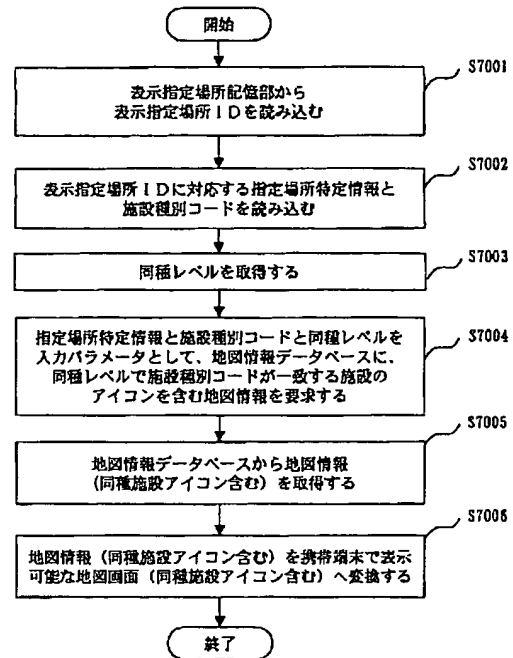 開始
S7001
表示指定場所記憶部から
表示指定場所IDを読み込む
S7002
表示指定場所IDに対応する指定場所特定情報と
施設種別コードを読み込む
S7003
同種レベルを取得する
S7004
指定場所特定情報と施設種別コードと同種レベルを
入力パラメータとして、地図情報データベースに、
同種レベルで施設種別コードが一致する施設の
アイコンを含む地図情報を要求する
S7005
地図情報データベースから地図情報
(同種施設アイコン含む)を取得する
S7006
地図情報(同種施設アイコン含む)を携帯端末で表示
可能な地図画面(同種施設アイコン含む)へ変換する
終了